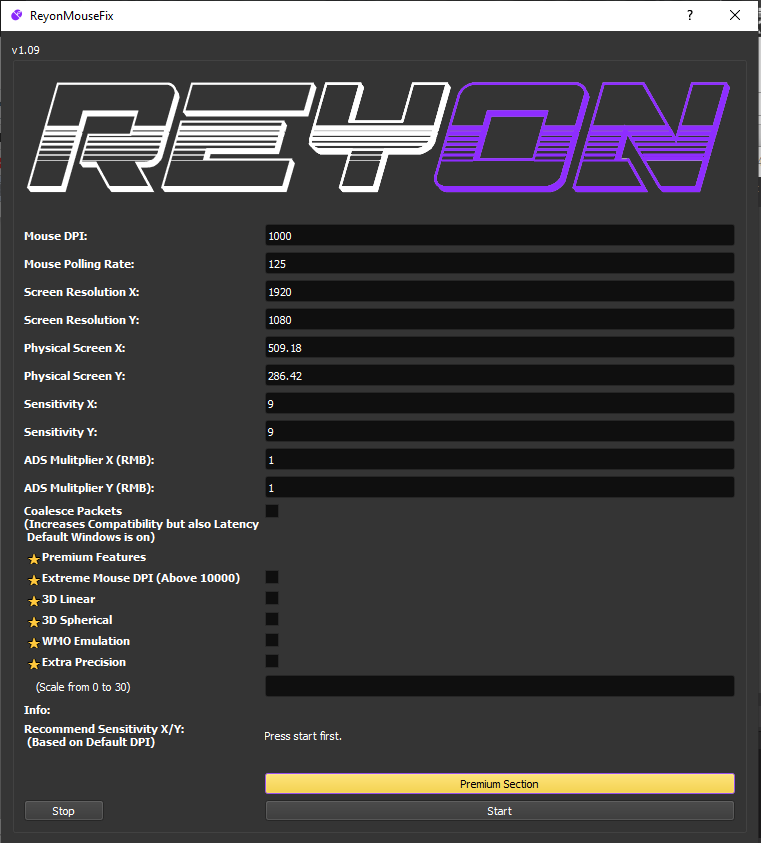 ReyonMouseFix
v1.09
REYON
Mouse DPI: 1000
Mouse Polling Rate: 125
Screen Resolution X: 1920
Screen Resolution Y: 1080
Physical Screen X: 509.18
Physical Screen Y: 286.42
Sensitivity X: 9
Sensitivity Y: 9
ADS Mulitplier X (RMB): 1
ADS Mulitplier Y (RMB): 1
Coalesce Packets
(Increases Compatibility but also Latency
Default Windows is on)
Premium Features
Extreme Mouse DPI (Above 10000)
3D Linear
3D Spherical
WMO Emulation
Extra Precision
(Scale from 0 to 30)
Info:
Recommend Sensitivity X/Y:
(Based on Default DPI)
Press start first.
Premium Section
Stop
Start